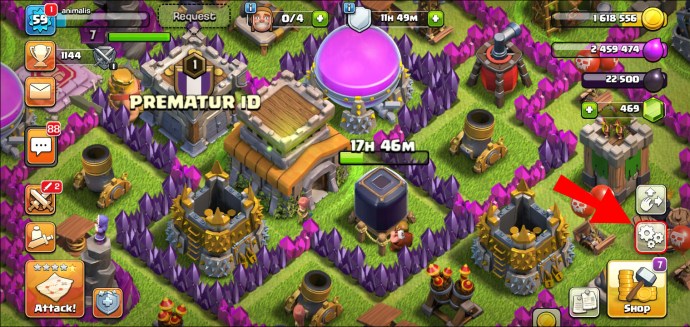 1
59
animalis
Request
i
0/4
+
i
11H 49M
+
1 618 556
7
2 459 474
1144
1
22 500
PREMATUR ID
+
469
88
17H 46M
2
7
Attack!
Shop